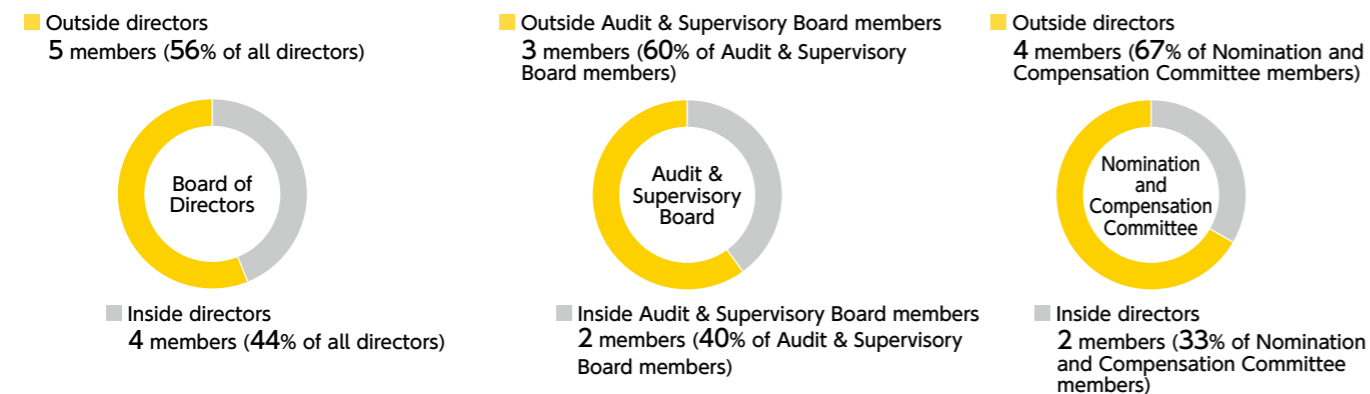 Outside directors
5 members (56% of all directors)
Board of
Directors
Inside directors
4 members (44% of all directors)
Outside Audit & Supervisory Board members
3 members (60% of Audit & Supervisory
Board members)
Audit &
Supervisory
Board
Inside Audit & Supervisory Board members
2 members (40% of Audit & Supervisory
Board members)
Outside directors
4 members (67% of Nomination and
Compensation Committee members)
Nomination
and
Compensation
Committee
Inside directors
2 members (33% of Nomination
and Compensation Committee
members)